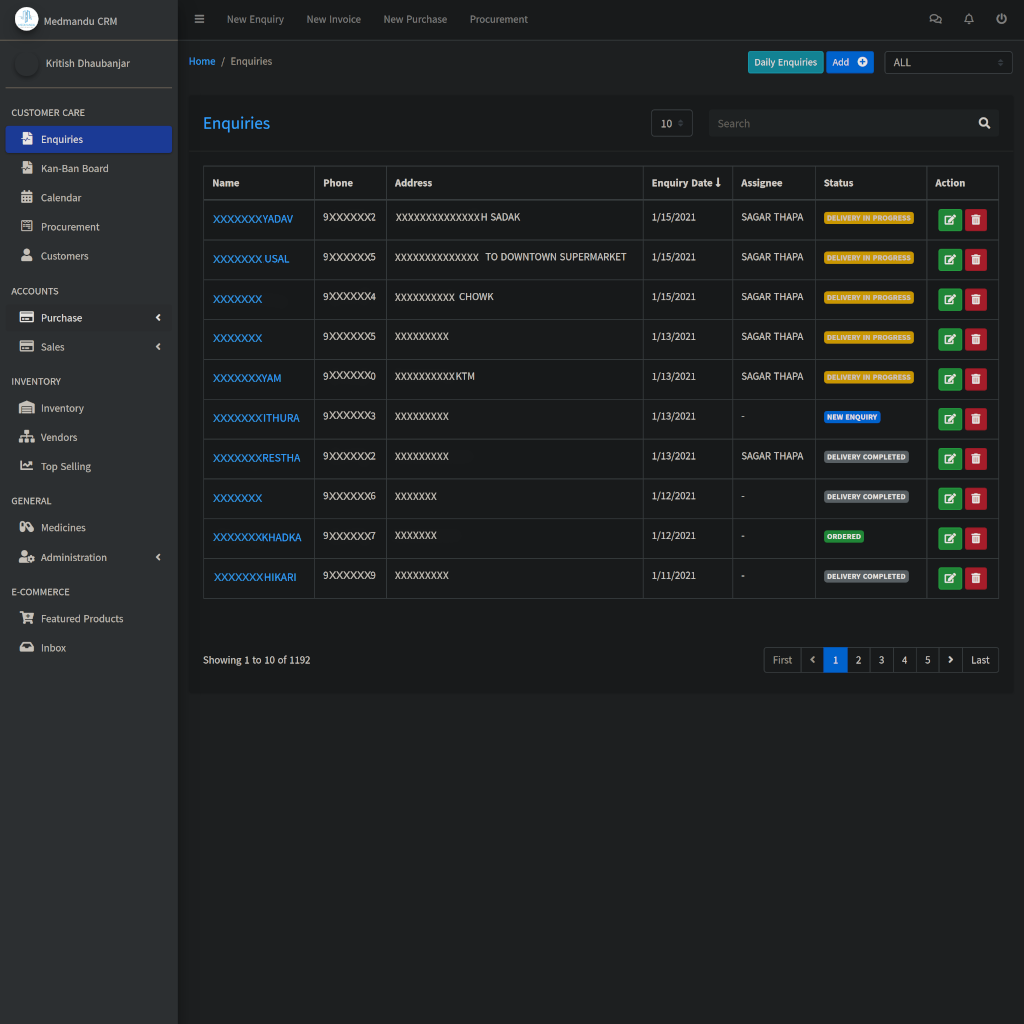 Medmandu CRM
New Enquiry New Invoice New Purchase Procurement
Kritish Dhaubanjar
Home / Enquiries
Daily Enquiries Add ALL
CUSTOMER CARE
Enquiries
Kan-Ban Board
Calendar
Procurement
Customers
ACCOUNTS
Purchase
Sales
INVENTORY
Inventory
Vendors
Top Selling
GENERAL
Medicines
Administration
E-COMMERCE
Featured Products
Inbox
Enquiries 10 Search
Name Phone Address Enquiry Date Assignee Status Action
XXXXXXXYADAV 9XXXXXX2 XXXXXXXXXXXXXXH SADAK 1/15/2021 SAGAR THAPA DELIVERY IN PROGRESS
XXXXXXX USAL 9XXXXXX5 XXXXXXXXXXXXXX TO DOWNTOWN SUPERMARKET 1/15/2021 SAGAR THAPA DELIVERY IN PROGRESS
XXXXXXX 9XXXXXX4 XXXXXXXXXX CHOWK 1/15/2021 SAGAR THAPA DELIVERY IN PROGRESS
XXXXXXX 9XXXXXX5 XXXXXXXXX 1/13/2021 SAGAR THAPA DELIVERY IN PROGRESS
XXXXXXXYAM 9XXXXXX0 XXXXXXXXXXKTM 1/13/2021 SAGAR THAPA DELIVERY IN PROGRESS
XXXXXXXITHURA 9XXXXXX3 XXXXXXXXX 1/13/2021 - NEW ENQUIRY
XXXXXXXRESTHA 9XXXXXX2 XXXXXXXXX 1/13/2021 SAGAR THAPA DELIVERY COMPLETED
XXXXXXX 9XXXXXX6 XXXXXXX 1/12/2021 - DELIVERY COMPLETED
XXXXXXXKHADKA 9XXXXXX7 XXXXXXX 1/12/2021 - ORDERED
XXXXXXXHIKARI 9XXXXXX9 XXXXXXXXX 1/11/2021 - DELIVERY COMPLETED
Showing 1 to 10 of 1192
First 1 2 3 4 5 Last